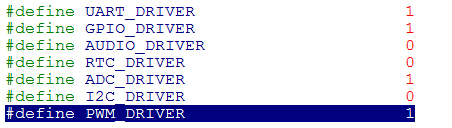 #define UART_DRIVER 1
#define GPIO_DRIVER 1
#define AUDIO_DRIVER 0
#define RTC_DRIVER 0
#define ADC_DRIVER 1
#define I2C_DRIVER 0
#define PWM_DRIVER 1